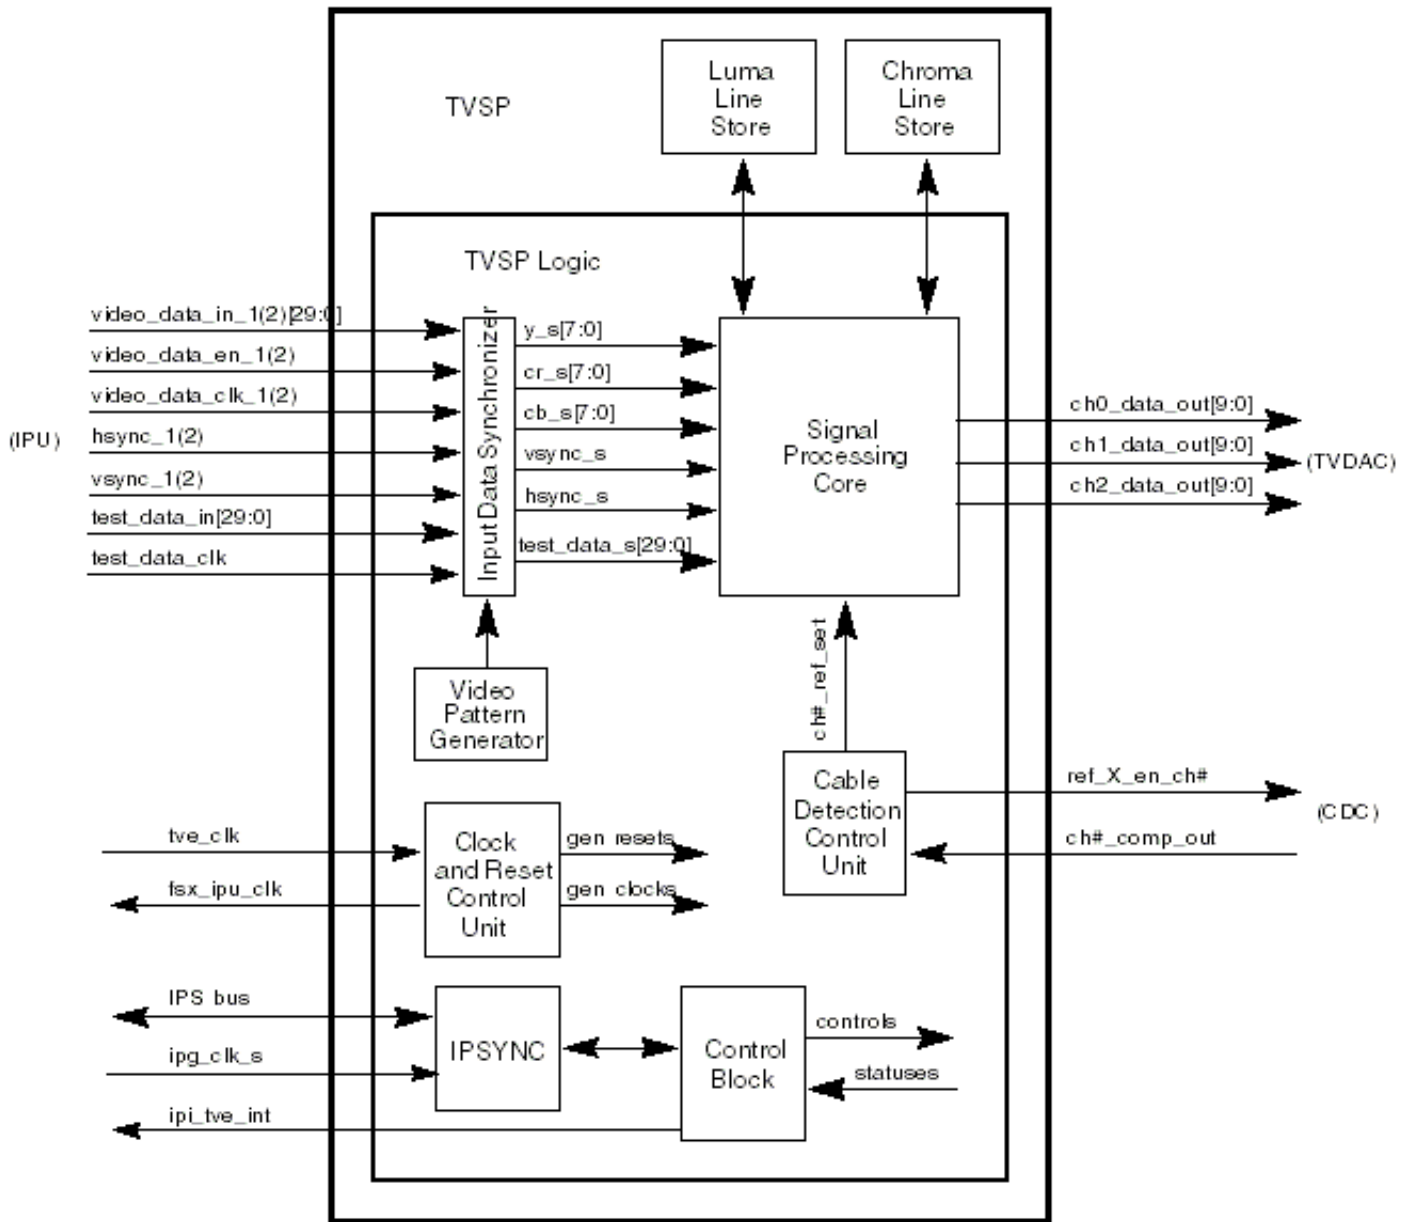 TVSP
Luma
Line
Store
Chroma
Line
Store
TVSP Logic
(IPU)
video_data_in_1(2)[29:0]
video_data_en_1(2)
video_data_clk_1(2)
hsync_1(2)
vsync_1(2)
test_data_in[29:0]
test_data_clk
Input Data Synchronizer
y_s[7:0]
cr_s[7:0]
cb_s[7:0]
vsync_s
hsync_s
test_data_s[29:0]
Signal
Processing
Core
ch0_data_out[9:0]
ch1_data_out[9:0]
ch2_data_out[9:0]
(TVDAC)
Video
Pattern
Generator
ch#_ref_set
Cable
Detection
Control
Unit
ref_X_en_ch#
ch#_comp_out
(CDC)
tve_clk
fsx_ipu_clk
Clock
and Reset
Control
Unit
gen resets
gen clocks
IPS bus
ipg_clk_s
ipi_tve_int
IPSYNC
Control
Block
controls
statuses